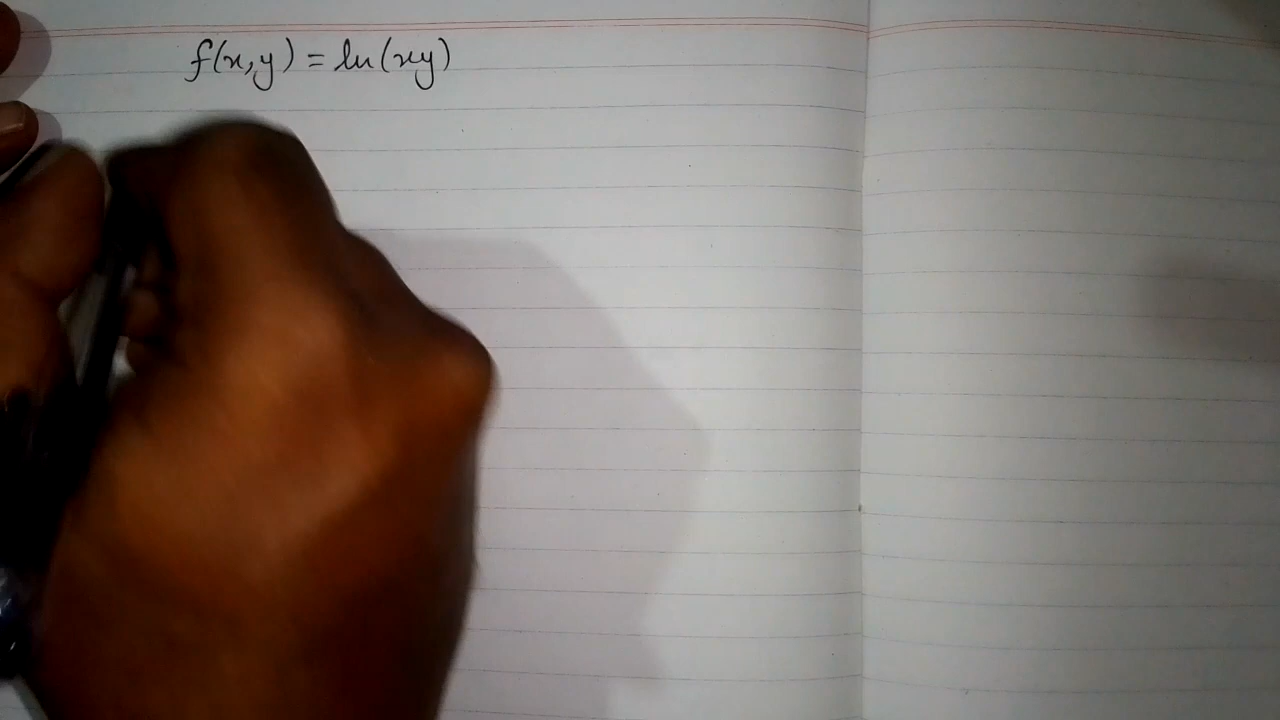 f(x,y) = ln(xy)